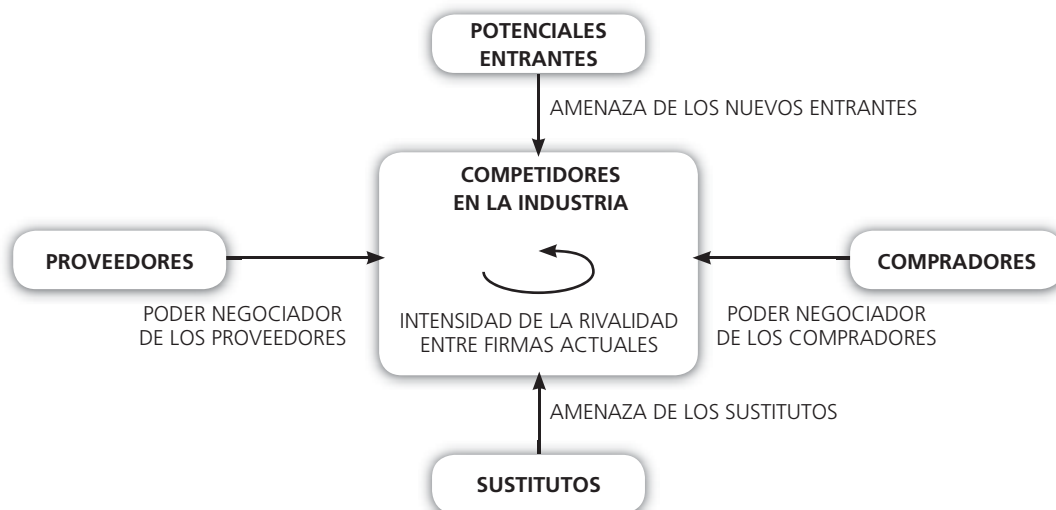 POTENCIALES
ENTRANTES
AMENAZA DE LOS NUEVOS ENTRANTES
COMPETIDORES
EN LA INDUSTRIA
PROVEEDORES
COMPRADORES
PODER NEGOCIADOR
DE LOS PROVEEDORES
INTENSIDAD DE LA RIVALIDAD
ENTRE FIRMAS ACTUALES
PODER NEGOCIADOR
DE LOS COMPRADORES
AMENAZA DE LOS SUSTITUTOS
SUSTITUTOS